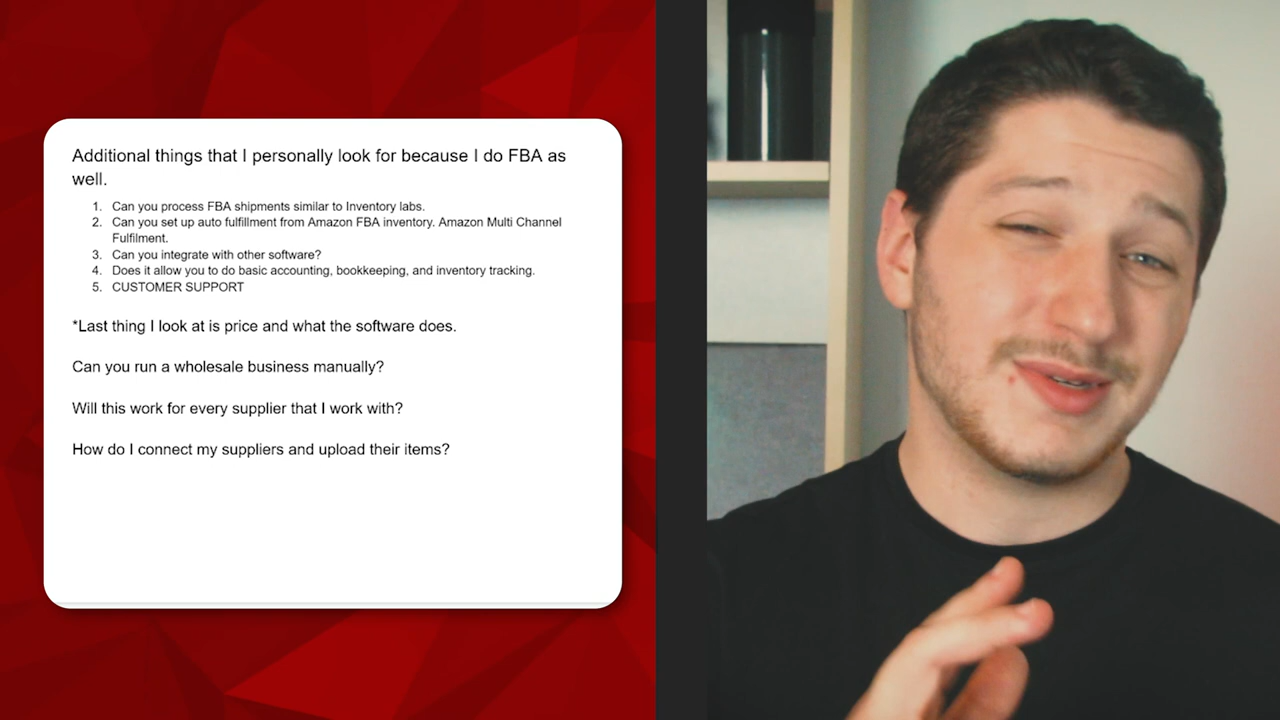 Additional things that I personally look for because I do FBA as
well.
1. Can you process FBA shipments similar to Inventory labs.
2. Can you set up auto fulfillment from Amazon FBA inventory. Amazon Multi Channel
Fulfilment.
3. Can you integrate with other software?
4. Does it allow you to do basic accounting, bookkeeping, and inventory tracking.
5. CUSTOMER SUPPORT
*Last thing I look at is price and what the software does.
Can you run a wholesale business manually?
Will this work for every supplier that I work with?
How do I connect my suppliers and upload their items?